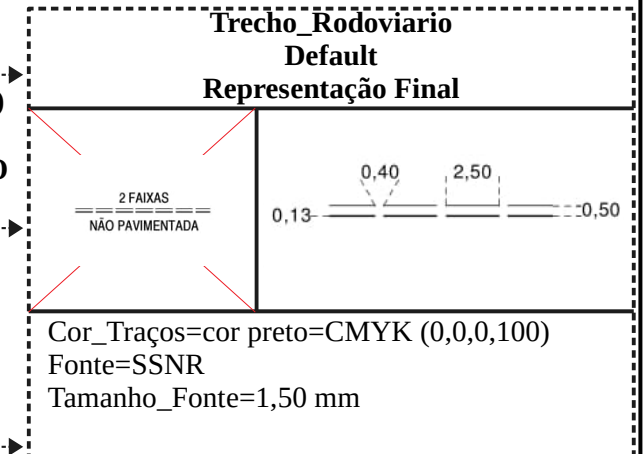 Trecho_Rodoviario
Default
Representação Final
2 FAIXAS
NÃO PAVIMENTADA
0,40 2,50
0,13 0,50
Cor_Traços=cor preto=CMYK (0,0,0,100)
Fonte=SSNR
Tamanho_Fonte=1,50 mm